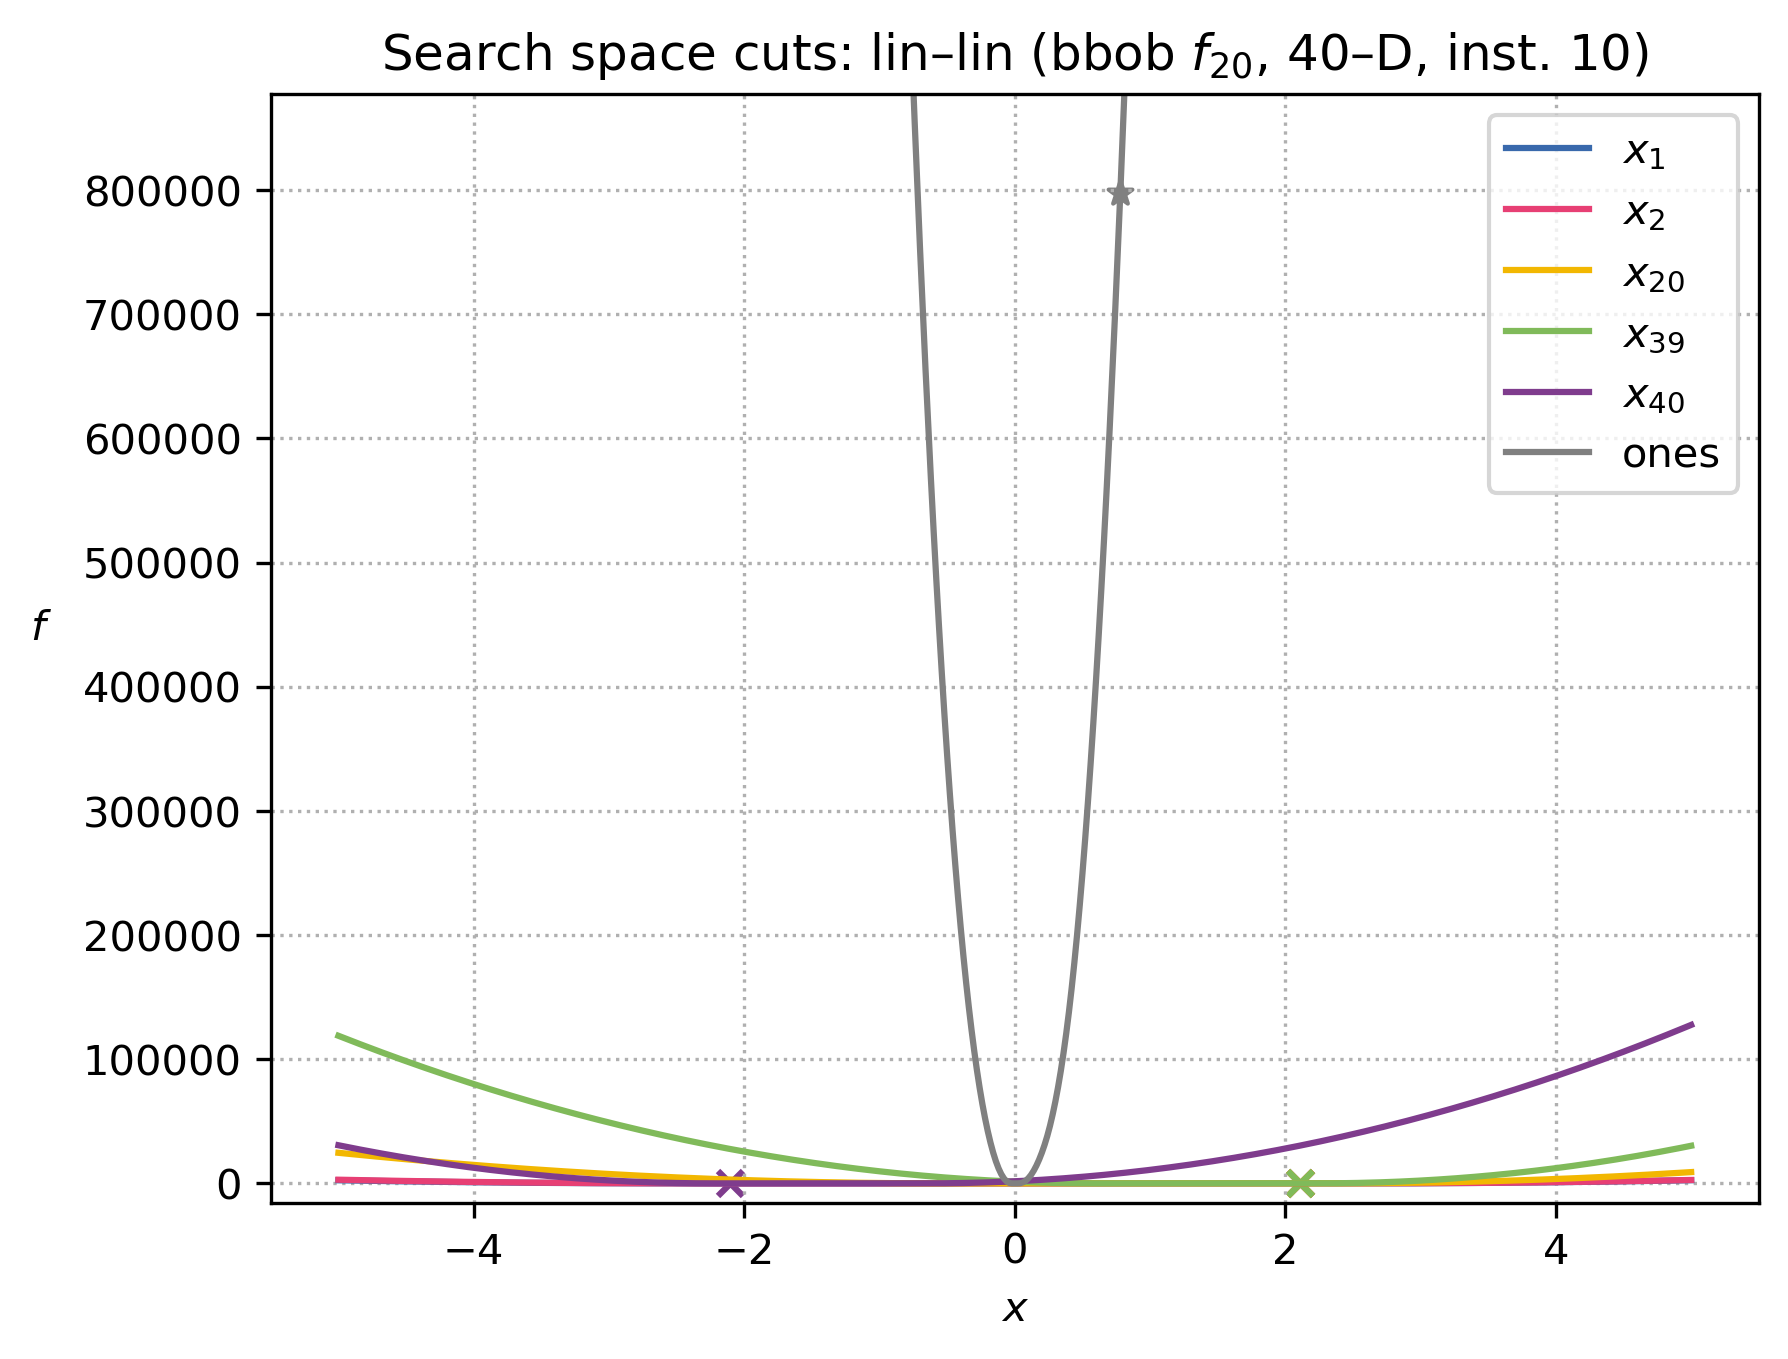 Search space cuts: lin–lin (bbob f₂₀, 40–D, inst. 10)
x₁
x₂
x₂₀
x₃₉
x₄₀
ones
800000
700000
600000
500000
400000
300000
200000
100000
0
f
−4 −2 0 2 4
x